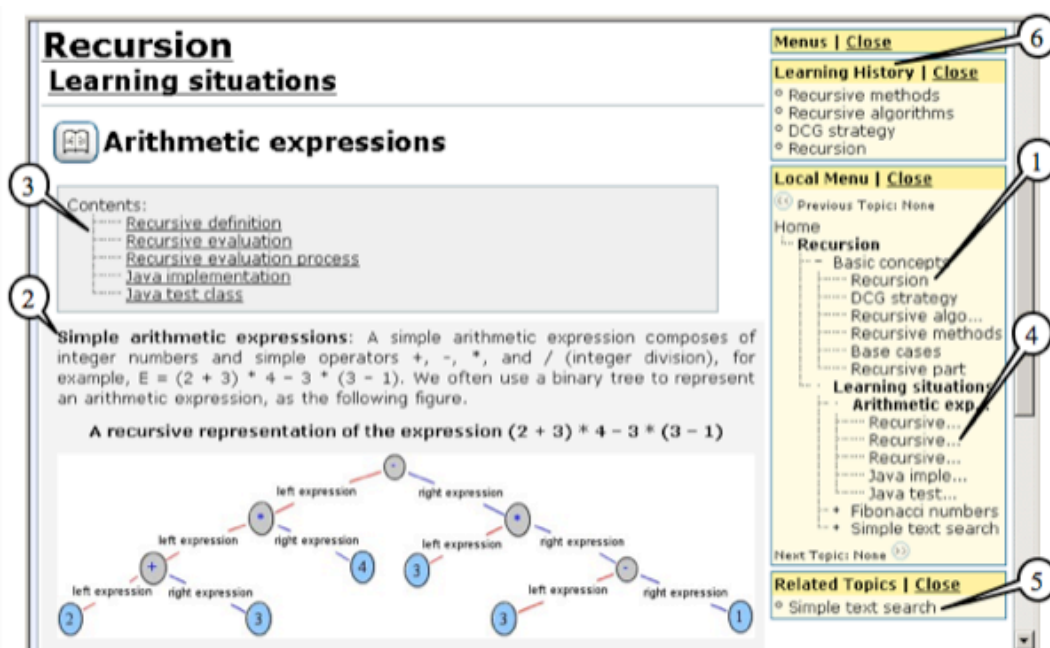 Recursion
Learning situations
Arithmetic expressions
3
Contents:
Recursive definition
Recursive evaluation
Recursive evaluation process
Java implementation
Java test class
2
Simple arithmetic expressions: A simple arithmetic expression composes of
integer numbers and simple operators +, -, *, and / (integer division), for
example, E = (2 + 3) * 4 – 3 * (3 – 1). We often use a binary tree to represent
an arithmetic expression, as the following figure.
A recursive representation of the expression (2 + 3) * 4 – 3 * (3 – 1)
-
left expression right expression
* *
left expression right expression left expression right expression
+ 4 3 -
left expression right expression left expression right expression
2 3 3 1
Menus | Close
6
Learning History | Close
Recursive methods
Recursive algorithms
DCG strategy
Recursion
1
Local Menu | Close
Previous Topic: None
Home
Recursion
Basic concepts
Recursion
DCG strategy
Recursive algo...
Recursive methods
4
Base cases
Recursive part
Learning situations
Arithmetic exp...
Recursive...
Recursive...
Recursive...
Java imple...
Java test...
Fibonacci numbers
Simple text search
Next Topic: None
Related Topics | Close
5
Simple text search